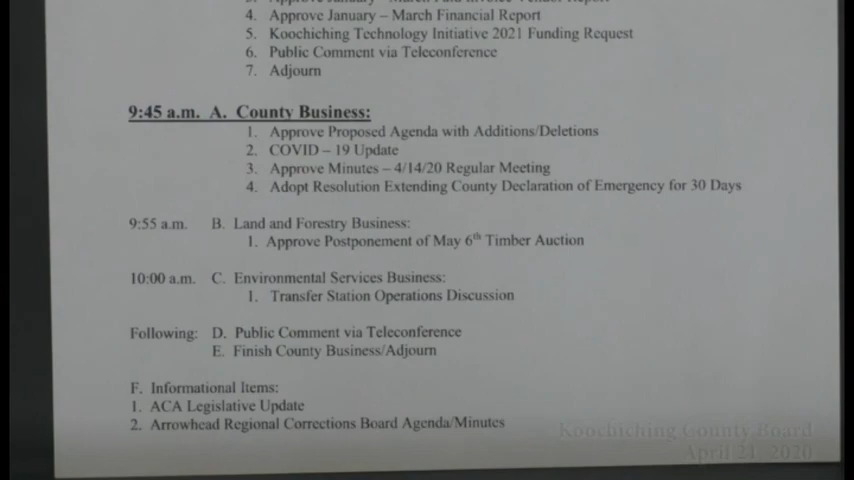 4. Approve January – March Financial Report
5. Koochiching Technology Initiative 2021 Funding Request
6. Public Comment via Teleconference
7. Adjourn
9:45 a.m. A. County Business:
1. Approve Proposed Agenda with Additions/Deletions
2. COVID – 19 Update
3. Approve Minutes – 4/14/20 Regular Meeting
4. Adopt Resolution Extending County Declaration of Emergency for 30 Days
9:55 a.m. B. Land and Forestry Business:
1. Approve Postponement of May 6th Timber Auction
10:00 a.m. C. Environmental Services Business:
1. Transfer Station Operations Discussion
Following: D. Public Comment via Teleconference
E. Finish County Business/Adjourn
F. Informational Items:
1. ACA Legislative Update
2. Arrowhead Regional Corrections Board Agenda/Minutes
Koochiching County Board
April 21, 2020